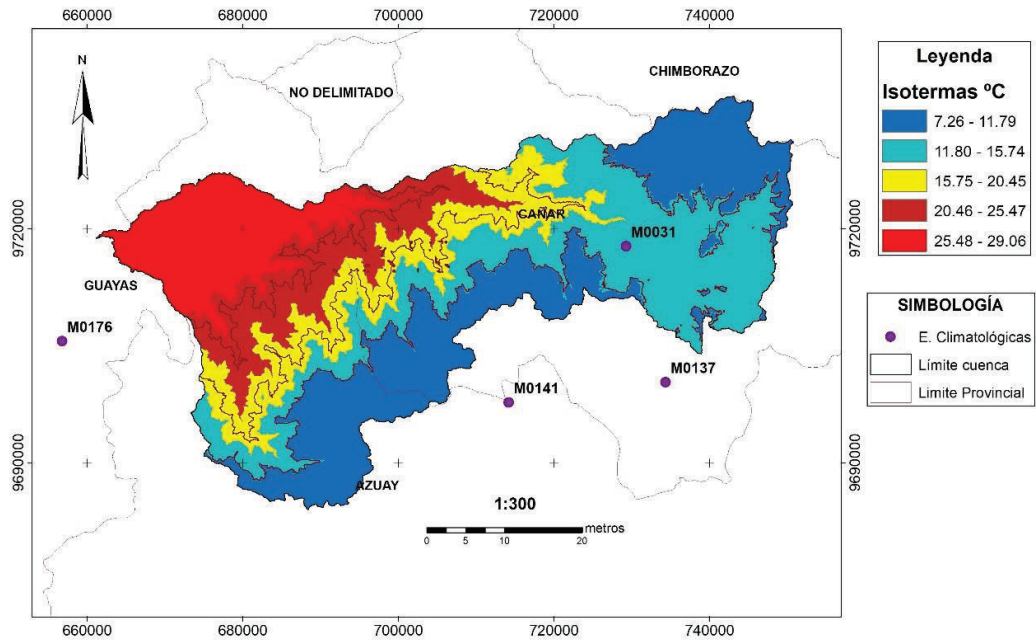 660000 680000 700000 720000 740000
N
NO DELIMITADO
CHIMBORAZO
CAÑAR
GUAYAS
AZUAY
M0031
M0176
M0137
M0141
9720000 9720000
9690000 9690000
1:300
metros
0 5 10 20
660000 680000 700000 720000 740000
Leyenda
Isotermas ºC
7.26 - 11.79
11.80 - 15.74
15.75 - 20.45
20.46 - 25.47
25.48 - 29.06
SIMBOLOGÍA
E. Climatológicas
Límite cuenca
Limite Provincial